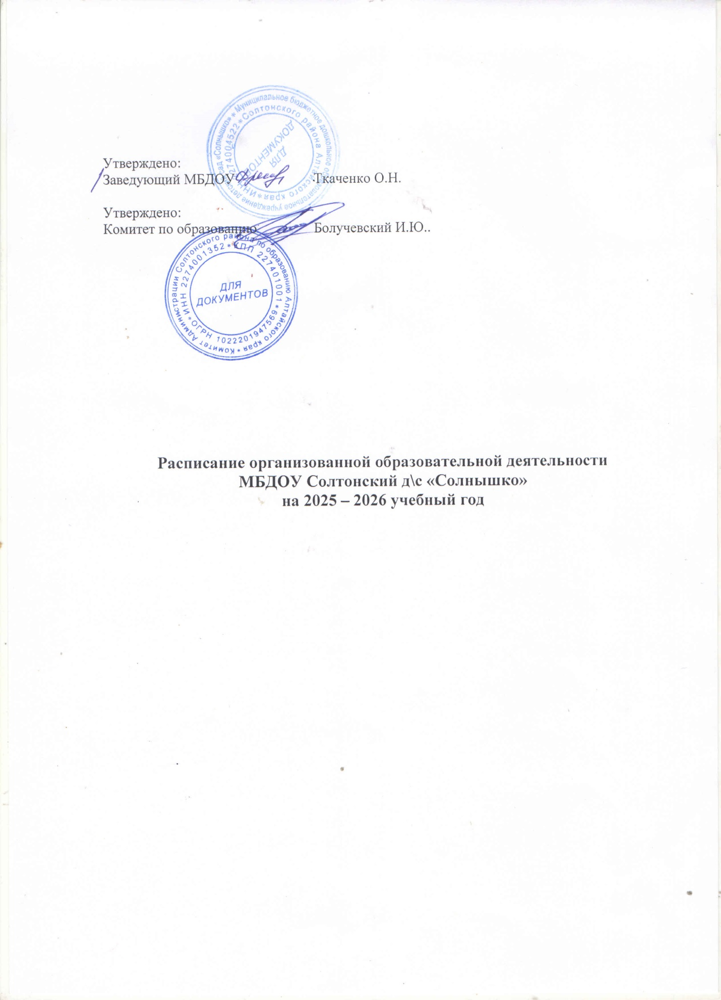 Муниципальное бюджетное дошкольное образовательное учреждение детский сад «Солнышко» *
Солтонского района Алтайского края * ИНН 2274004522 *
ДЛЯ
ДОКУМЕНТОВ
Утверждено:
Заведующий МБДОУ Ткаченко О.Н.
Утверждено:
Комитет по образованию Болучевский И.Ю..
Комитет Администрации Солтонского района по образованию Алтайского края *
ИНН 2274001352 * КПП 227401001 * ОГРН 1022201947569 *
ДЛЯ
ДОКУМЕНТОВ
Расписание организованной образовательной деятельности
МБДОУ Солтонский д\с «Солнышко»
на 2025 – 2026 учебный год